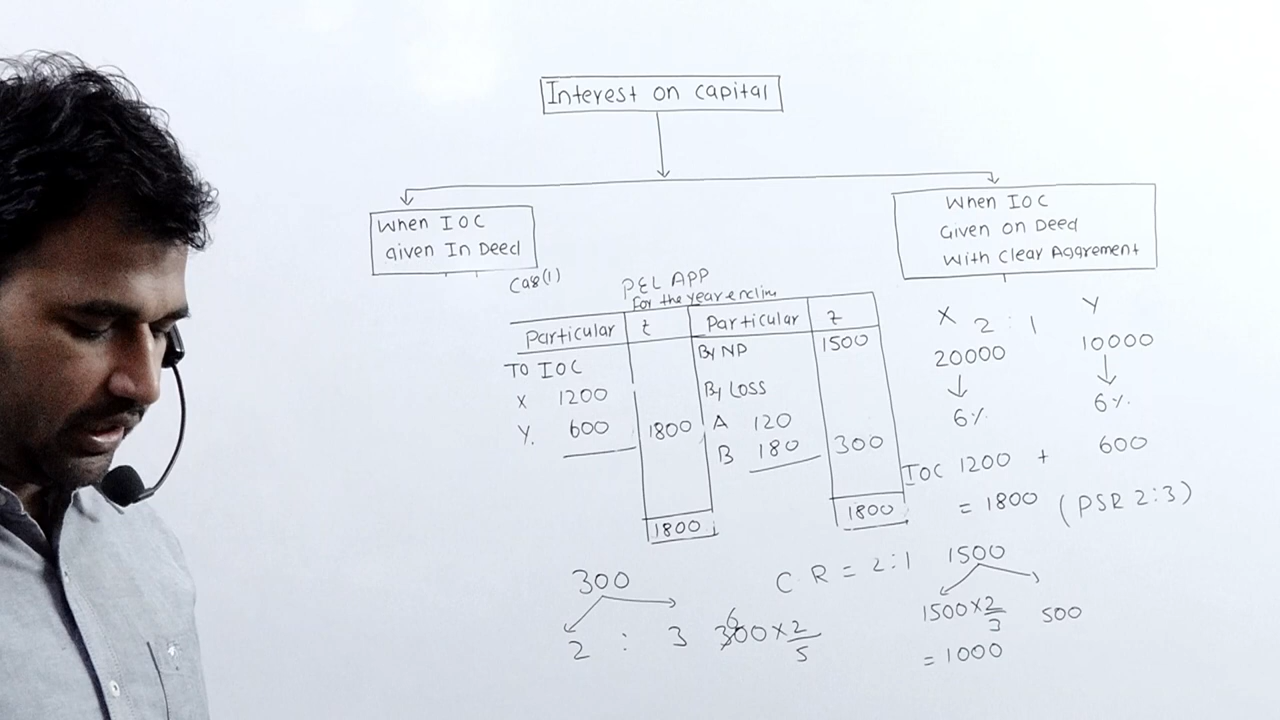 Interest on capital
When IOC
given In Deed
When IOC
Given on Deed
With Clear Aggrement
Cas(1)
P&L APP
For the year endin
Particular ₹ Particular ₹
TO IOC
X 1200
Y. 600 1800
1800
By NP 1500
By LOSS
A 120
B 180 300
1800
X 2 : 1 Y
20000 10000
6% 6%
IOC 1200 + 600
= 1800 (PSR 2:3)
300
2 : 3 300×2/5
6
C R = 2:1 1500
1500×2/3 500
= 1000